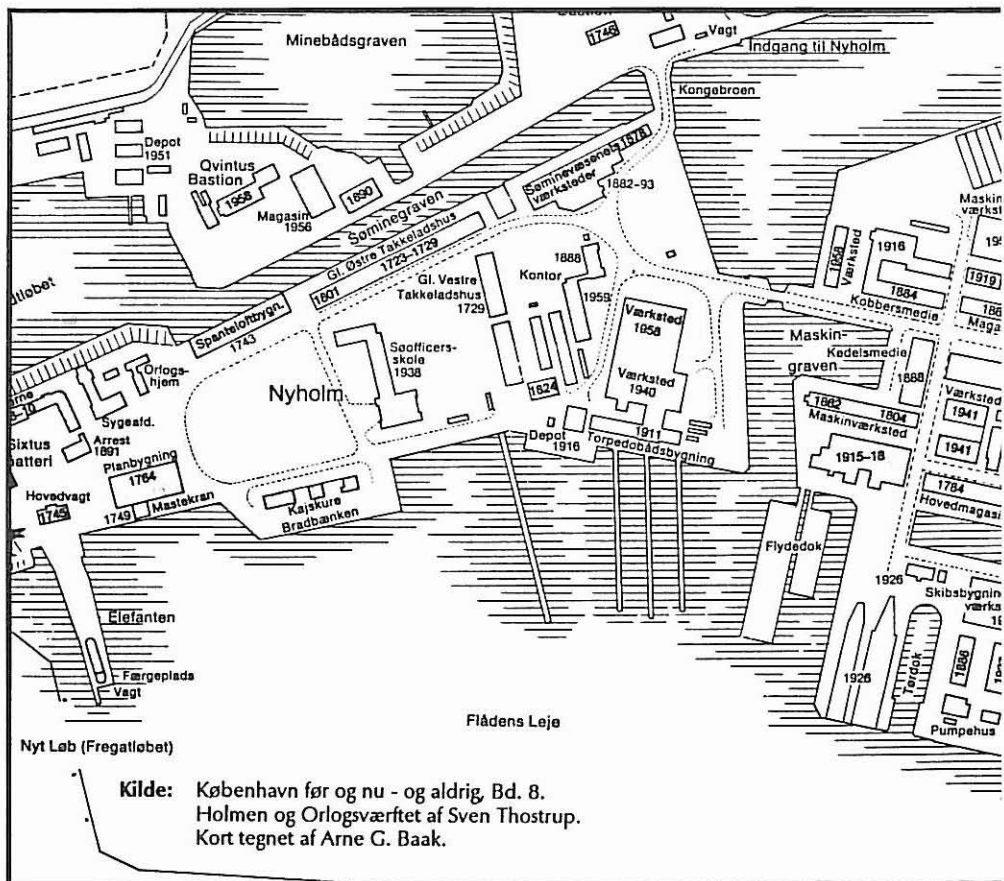 Minebådsgraven
1746
Vagt
Indgang til Nyholm
Kongebroen
Depot
1951
Qvintus
Bastion
1958
Magasin
1956
1890
Søminegraven
Søminevæsenets
værksteder
1878
1882-93
Gl. Østre Takkeladshus
1723-1729
1801
Spanteloftbygn.
1743
Gl. Vestre
Takkeladshus
1729
Kontor
1888
1959
Værksted
1958
Værksted
1940
Søofficers-
skole
1938
1824
Depot
1916
1911
Torpedobådsbygning
Nyholm
Orlogs-
hjem
Sygeafd.
Arrest
1891
Planbygning
1764
Hovedvagt
1745
1749
Mastekran
Kajskure
Bradbænken
Elefanten
Færgeplads
Vagt
Nyt Løb (Fregatløbet)
Flådens Leje
1958
Værksted
1916
1884
Kobbersmedie
1919
Maskin-
graven
Kedelsmedie
1888
1882
1804
Maskinværksted
1915-18
Værksted
1941
1941
1784
Flydedok
1926
1926
Tørdok
1886
Pumpehus
Kilde: København før og nu - og aldrig, Bd. 8.
Holmen og Orlogsværftet af Sven Thostrup.
Kort tegnet af Arne G. Baak.